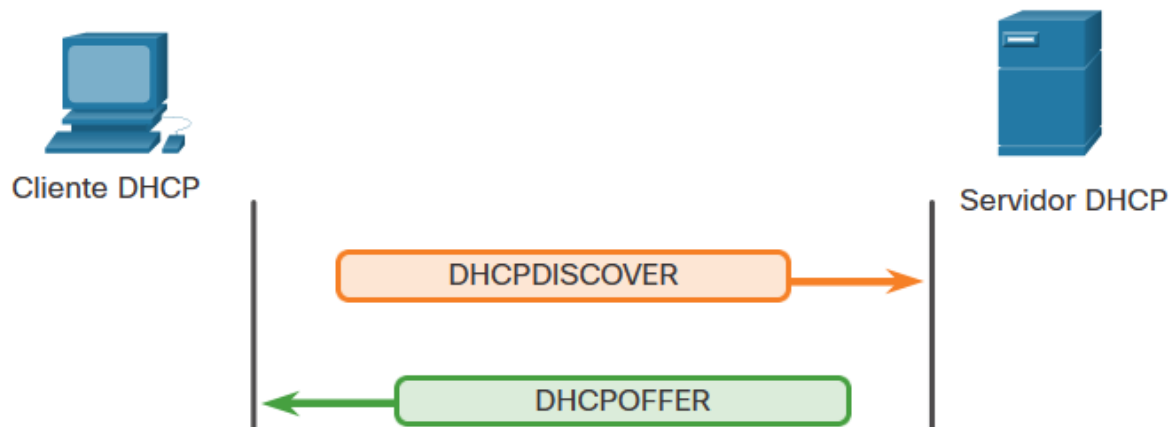 Cliente DHCP
Servidor DHCP
DHCPDISCOVER
DHCPOFFER